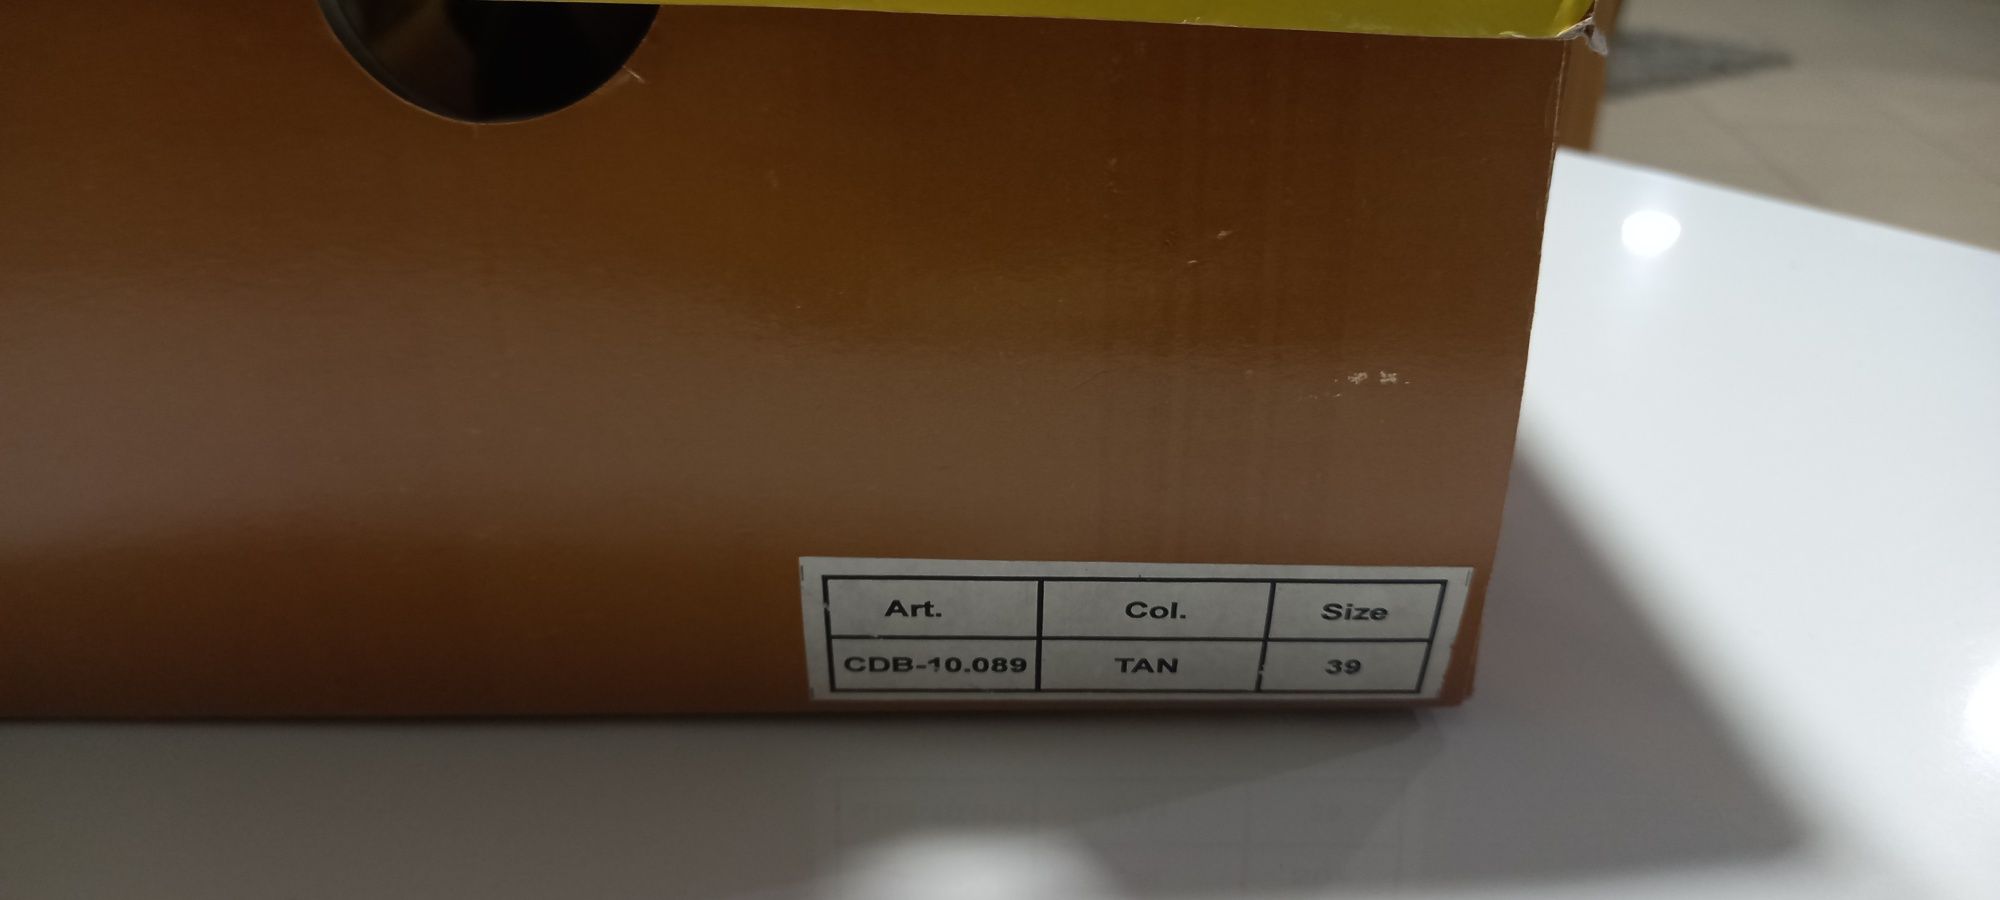 Art. Col. Size
CDB-10.089 TAN 39